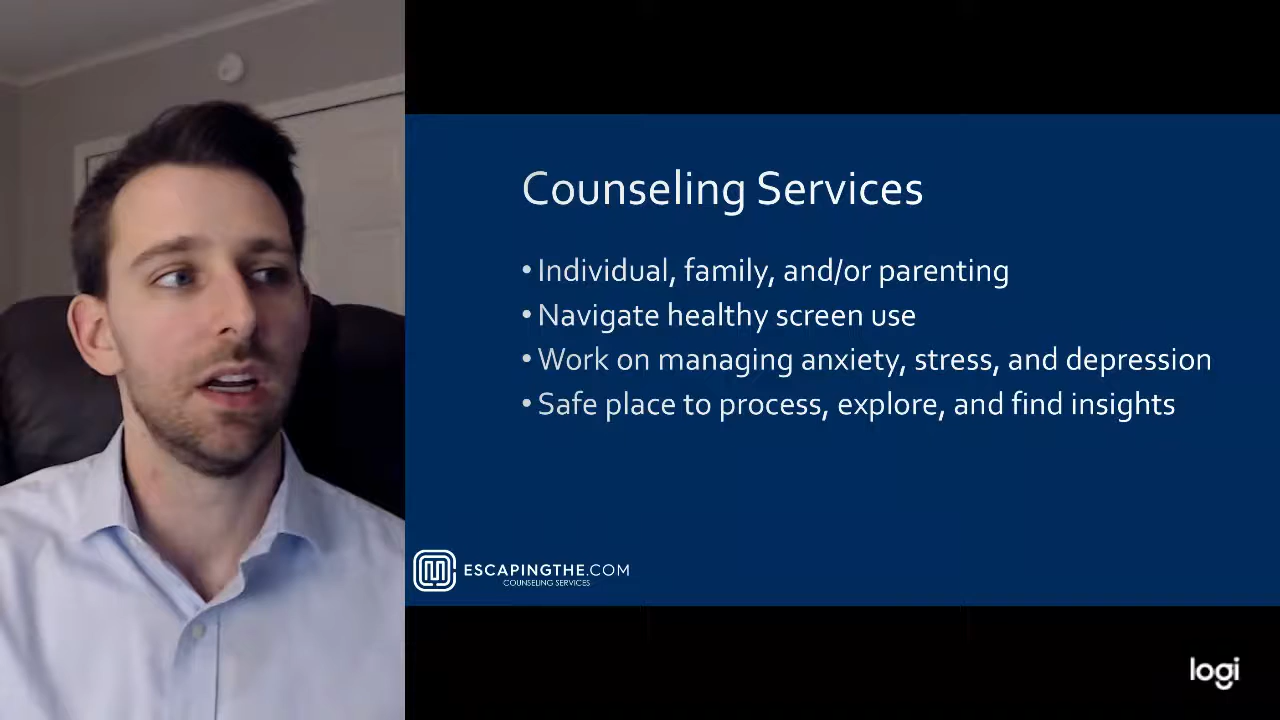 Counseling Services
• Individual, family, and/or parenting
• Navigate healthy screen use
• Work on managing anxiety, stress, and depression
• Safe place to process, explore, and find insights
ESCAPINGTHE.COM
COUNSELING SERVICES
logi